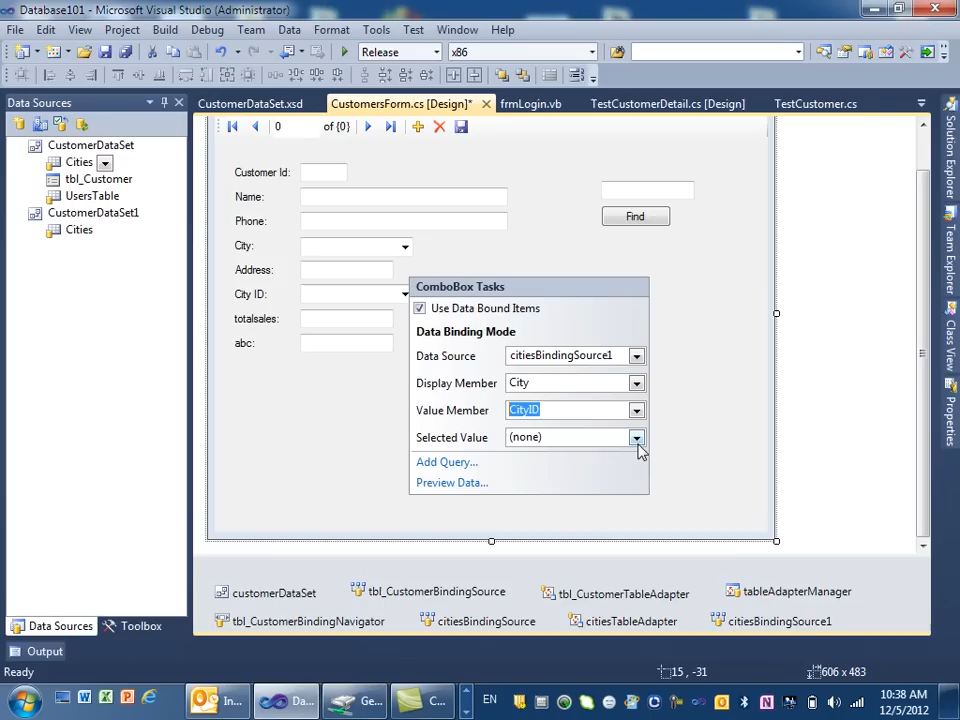 Database101 - Microsoft Visual Studio (Administrator)
File Edit View Project Build Debug Team Data Format Tools Test Window Help
Release x86
Data Sources
CustomerDataSet.xsd CustomersForm.cs [Design]* frmLogin.vb TestCustomerDetail.cs [Design] TestCustomer.cs
CustomerDataSet
Cities
tbl_Customer
UsersTable
CustomerDataSet1
Cities
0 of {0}
Customer Id:
Name:
Phone:
City:
Address:
City ID:
totalsales:
abc:
Find
ComboBox Tasks
Use Data Bound Items
Data Binding Mode
Data Source citiesBindingSource1
Display Member City
Value Member CityID
Selected Value (none)
Add Query...
Preview Data...
Solution Explorer
Team Explorer
Class View
Properties
customerDataSet tbl_CustomerBindingSource tbl_CustomerTableAdapter tableAdapterManager
tbl_CustomerBindingNavigator citiesBindingSource citiesTableAdapter citiesBindingSource1
Data Sources Toolbox
Output
Ready 15 , -31 606 x 483
In... Da... Ge... C... EN 10:38 AM
12/5/2012